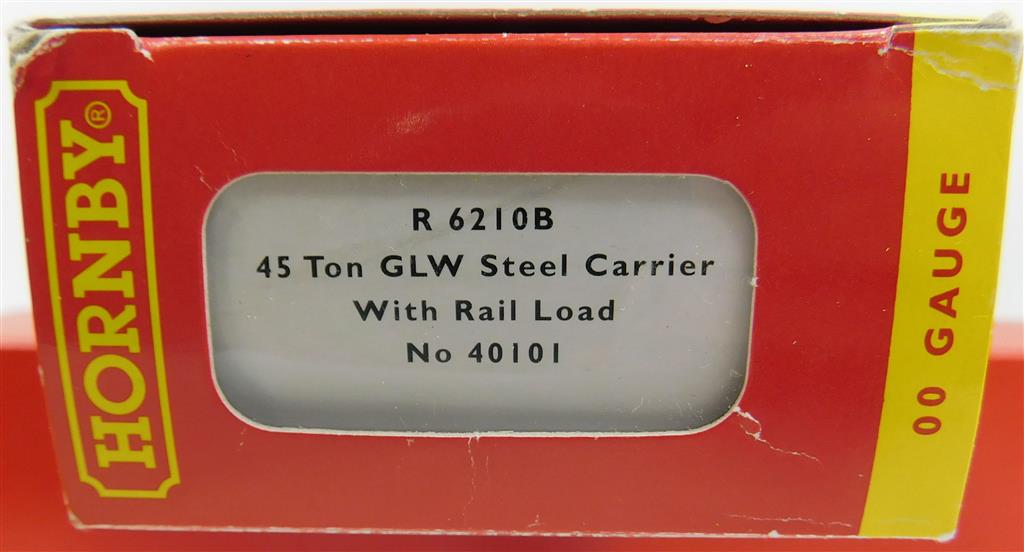 HORNBY®
R 6210B
45 Ton GLW Steel Carrier
With Rail Load
No 40101
00 GAUGE